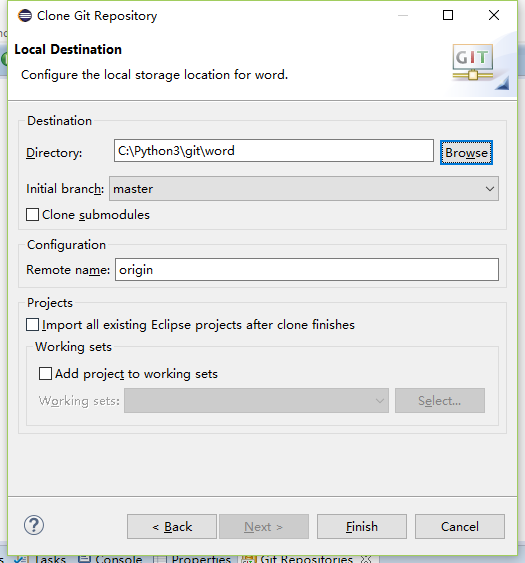 Clone Git Repository
Local Destination
Configure the local storage location for word.
GIT
Destination
Directory: C:\Python3\git\word Browse
Initial branch: master
Clone submodules
Configuration
Remote name: origin
Projects
Import all existing Eclipse projects after clone finishes
Working sets
Add project to working sets
Working sets: Select...
? < Back Next > Finish Cancel
Tasks Console Properties Git Repositories